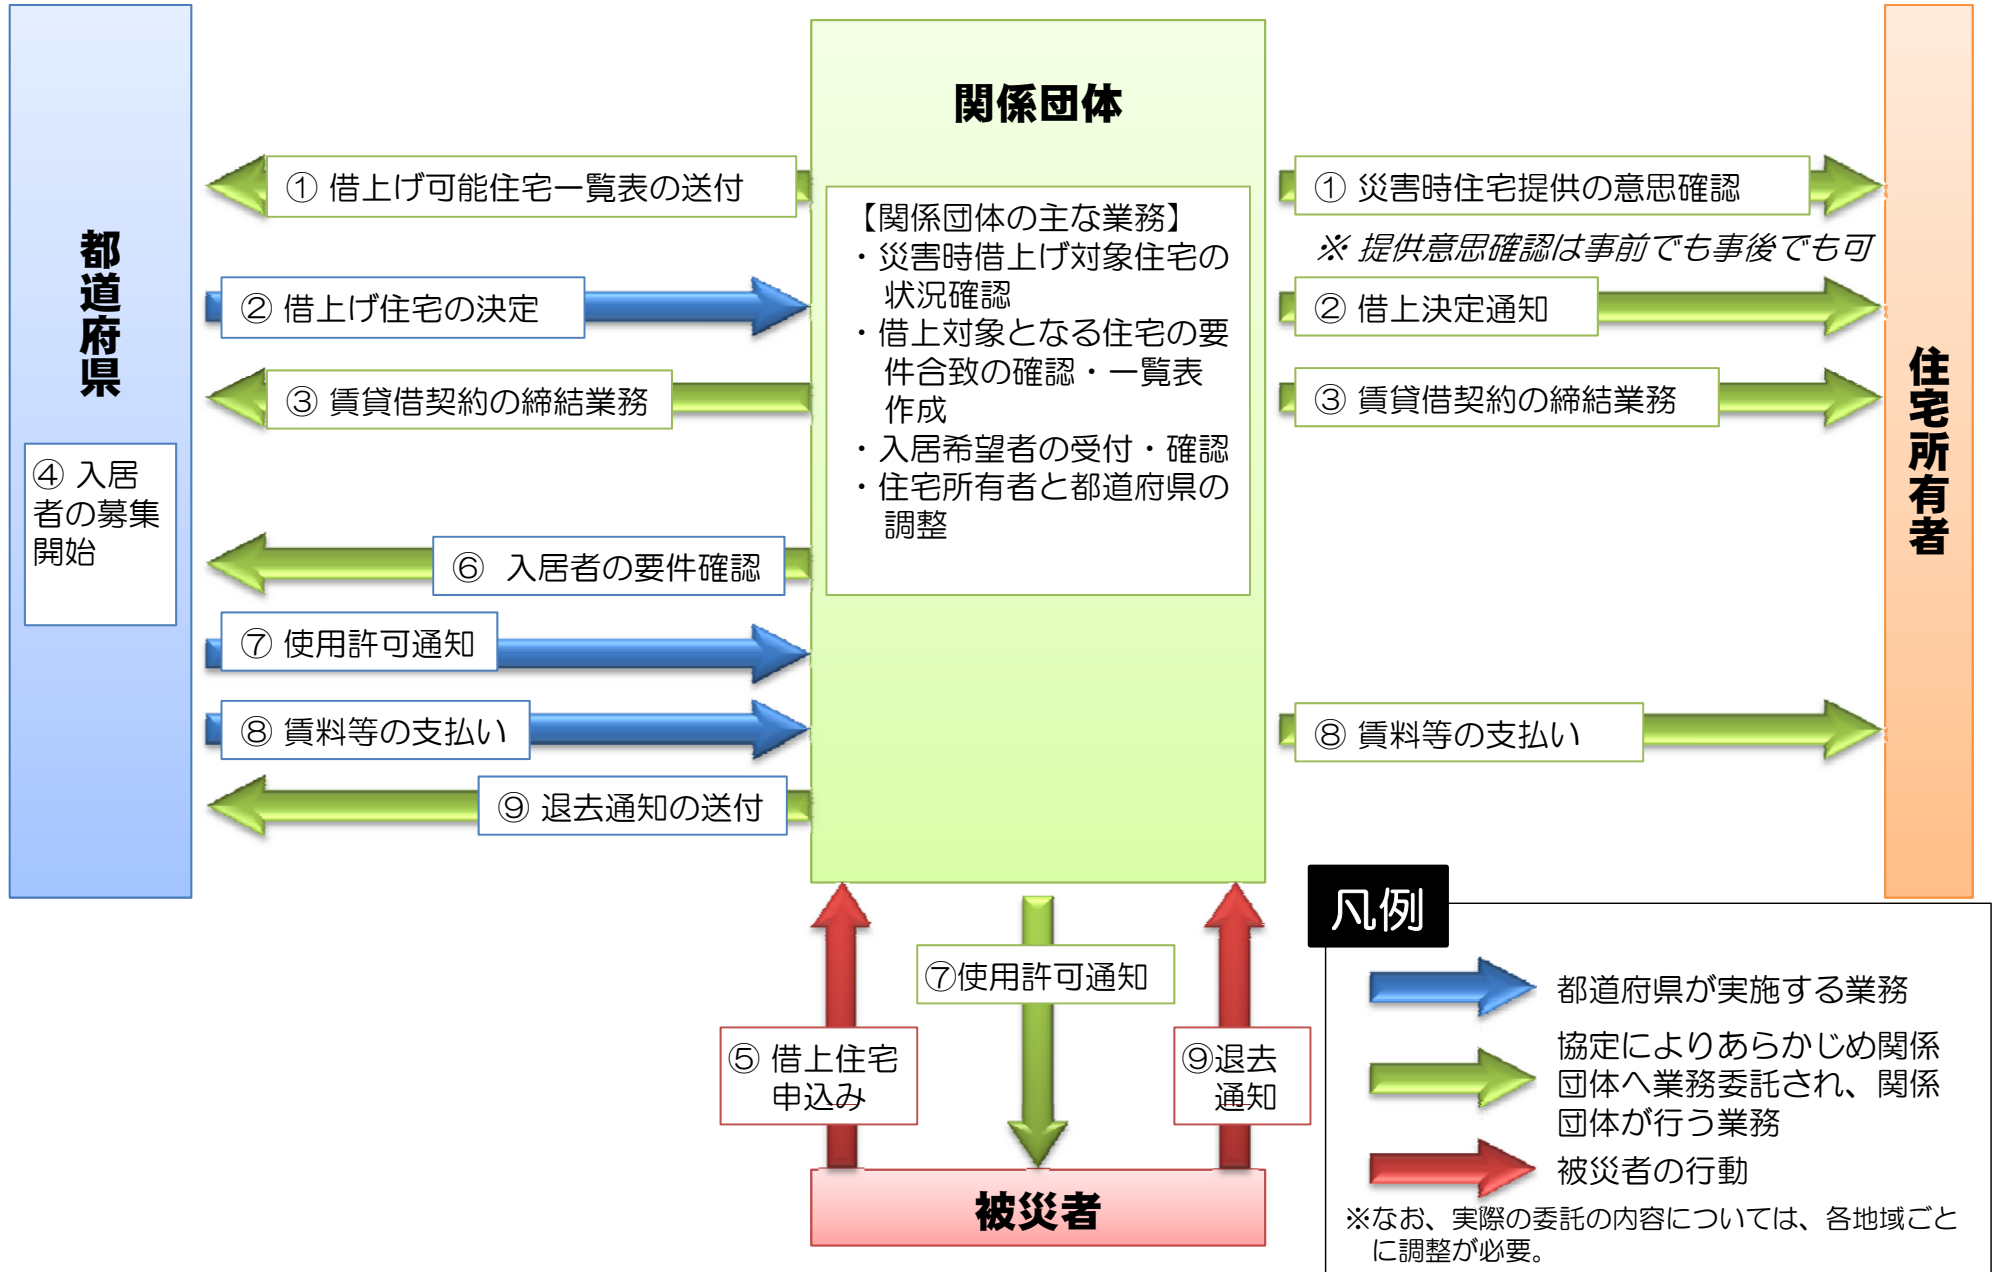 都道府県
④ 入居
者の募集
開始
① 借上げ可能住宅一覧表の送付
② 借上げ住宅の決定
③ 賃貸借契約の締結業務
⑥ 入居者の要件確認
⑦ 使用許可通知
⑧ 賃料等の支払い
⑨ 退去通知の送付
関係団体
【関係団体の主な業務】
・災害時借上げ対象住宅の
状況確認
・借上対象となる住宅の要
件合致の確認・一覧表
作成
・入居希望者の受付・確認
・住宅所有者と都道府県の
調整
① 災害時住宅提供の意思確認
※ 提供意思確認は事前でも事後でも可
② 借上決定通知
③ 賃貸借契約の締結業務
⑧ 賃料等の支払い
住宅所有者
⑤ 借上住宅
申込み
⑦使用許可通知
⑨退去
通知
被災者
凡例
都道府県が実施する業務
協定によりあらかじめ関係
団体へ業務委託され、関係
団体が行う業務
被災者の行動
※なお、実際の委託の内容については、各地域ごと
に調整が必要。